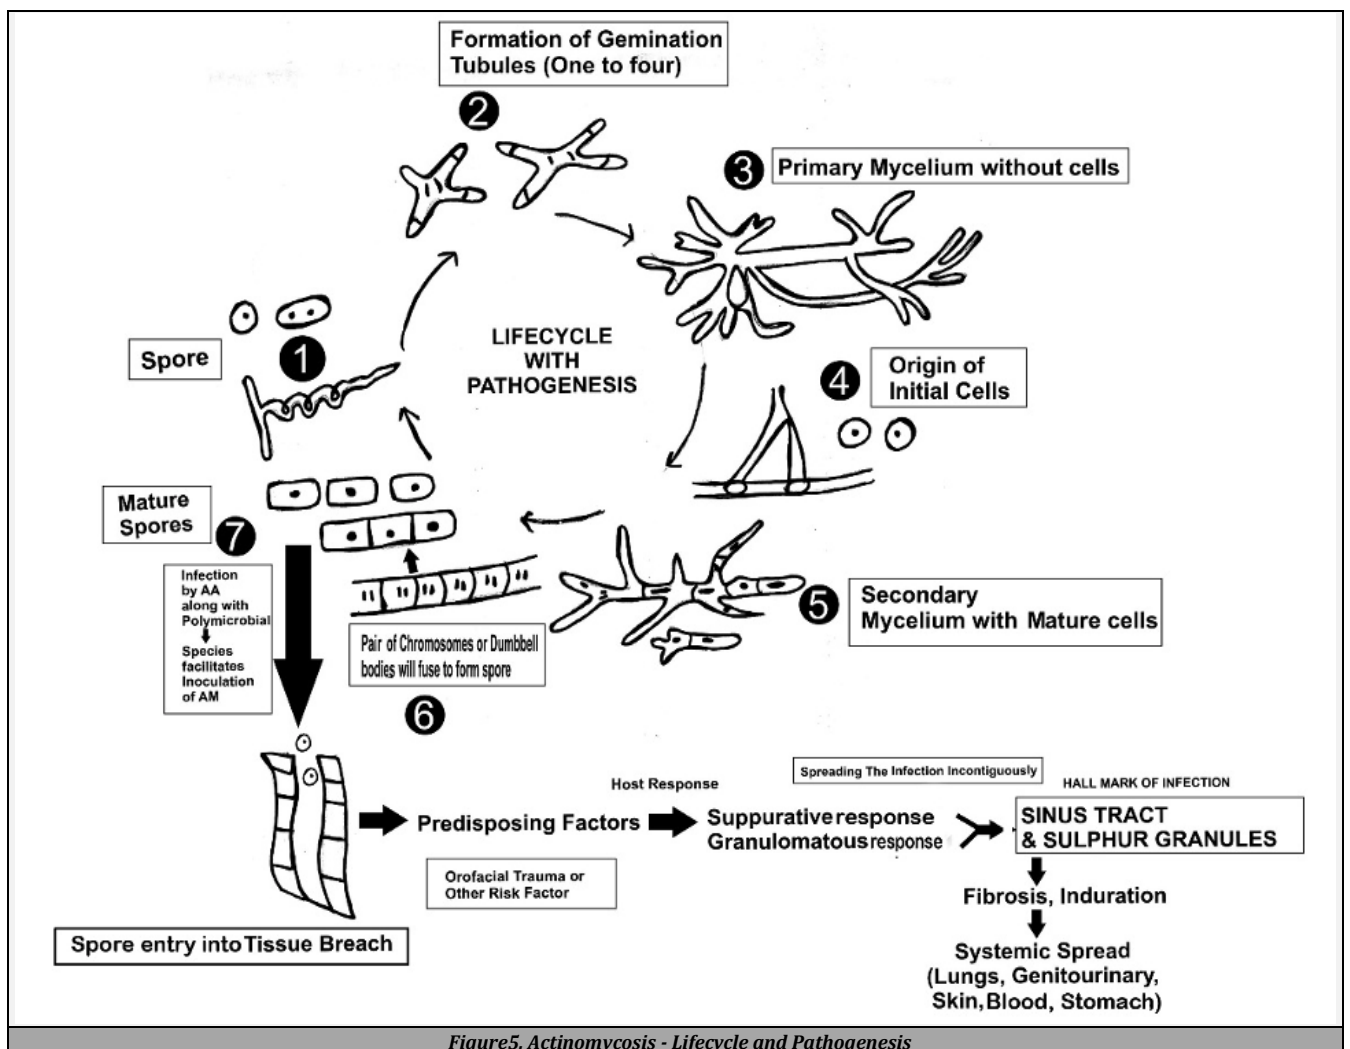 Formation of Gemination
Tubules (One to four)
2
3
Primary Mycelium without cells
Spore
1
LIFECYCLE
WITH
PATHOGENESIS
4
Origin of
Initial Cells
Mature
Spores
7
Infection
by AA
along with
Polymicrobial
Species
facilitates
Inoculation
of AM
5
Secondary
Mycelium with Mature cells
Pair of Chromosomes or Dumbbell
bodies will fuse to form spore
6
Spore entry into Tissue Breach
Predisposing Factors
Orofacial Trauma or
Other Risk Factor
Host Response
Suppurative response
Granulomatous response
Spreading The Infection Incontiguously
HALL MARK OF INFECTION
SINUS TRACT
& SULPHUR GRANULES
Fibrosis, Induration
Systemic Spread
(Lungs, Genitourinary,
Skin, Blood, Stomach)
Figure5. Actinomycosis - Lifecycle and Pathogenesis